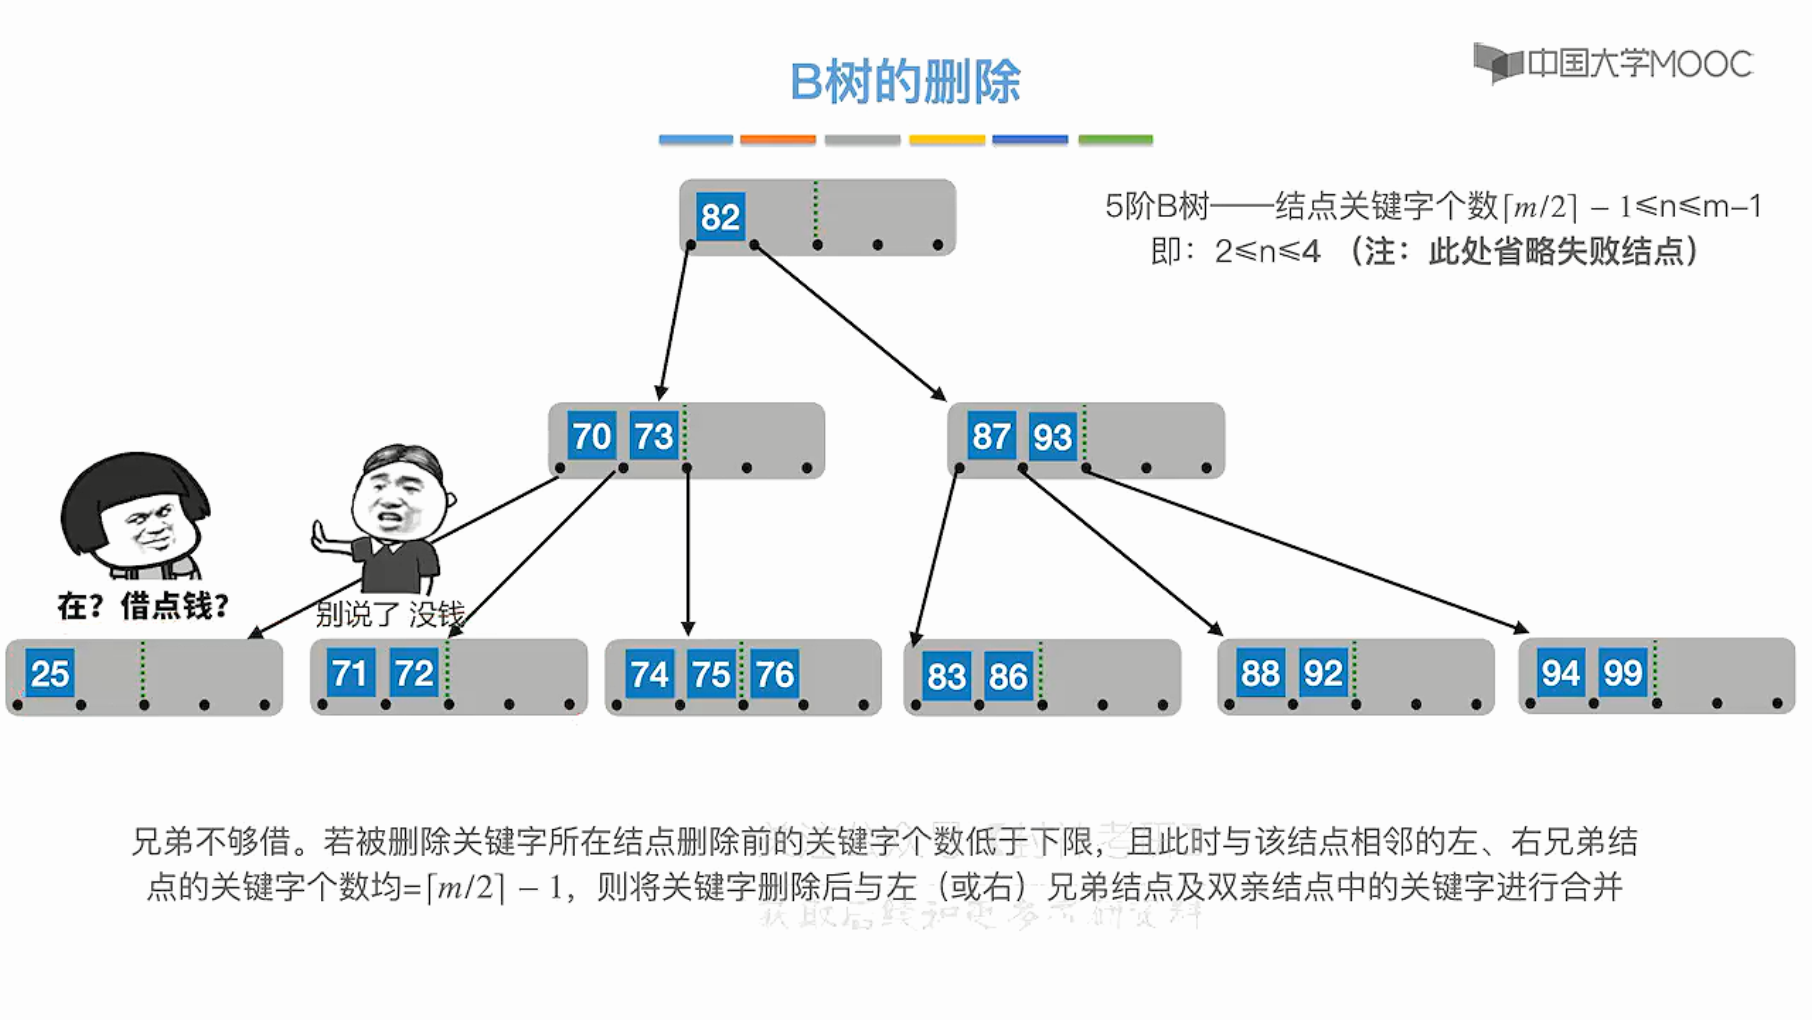 中国大学MOOC
B树的删除
82
5阶B树——结点关键字个数⌈m/2⌉ − 1≤n≤m–1
即：2≤n≤4 （注：此处省略失败结点）
70 73
87 93
在？借点钱？
别说了 没钱
25
71 72
74 75 76
83 86
88 92
94 99
兄弟不够借。若被删除关键字所在结点删除前的关键字个数低于下限，且此时与该结点相邻的左、右兄弟结
点的关键字个数均=⌈m/2⌉ − 1，则将关键字删除后与左（或右）兄弟结点及双亲结点中的关键字进行合并